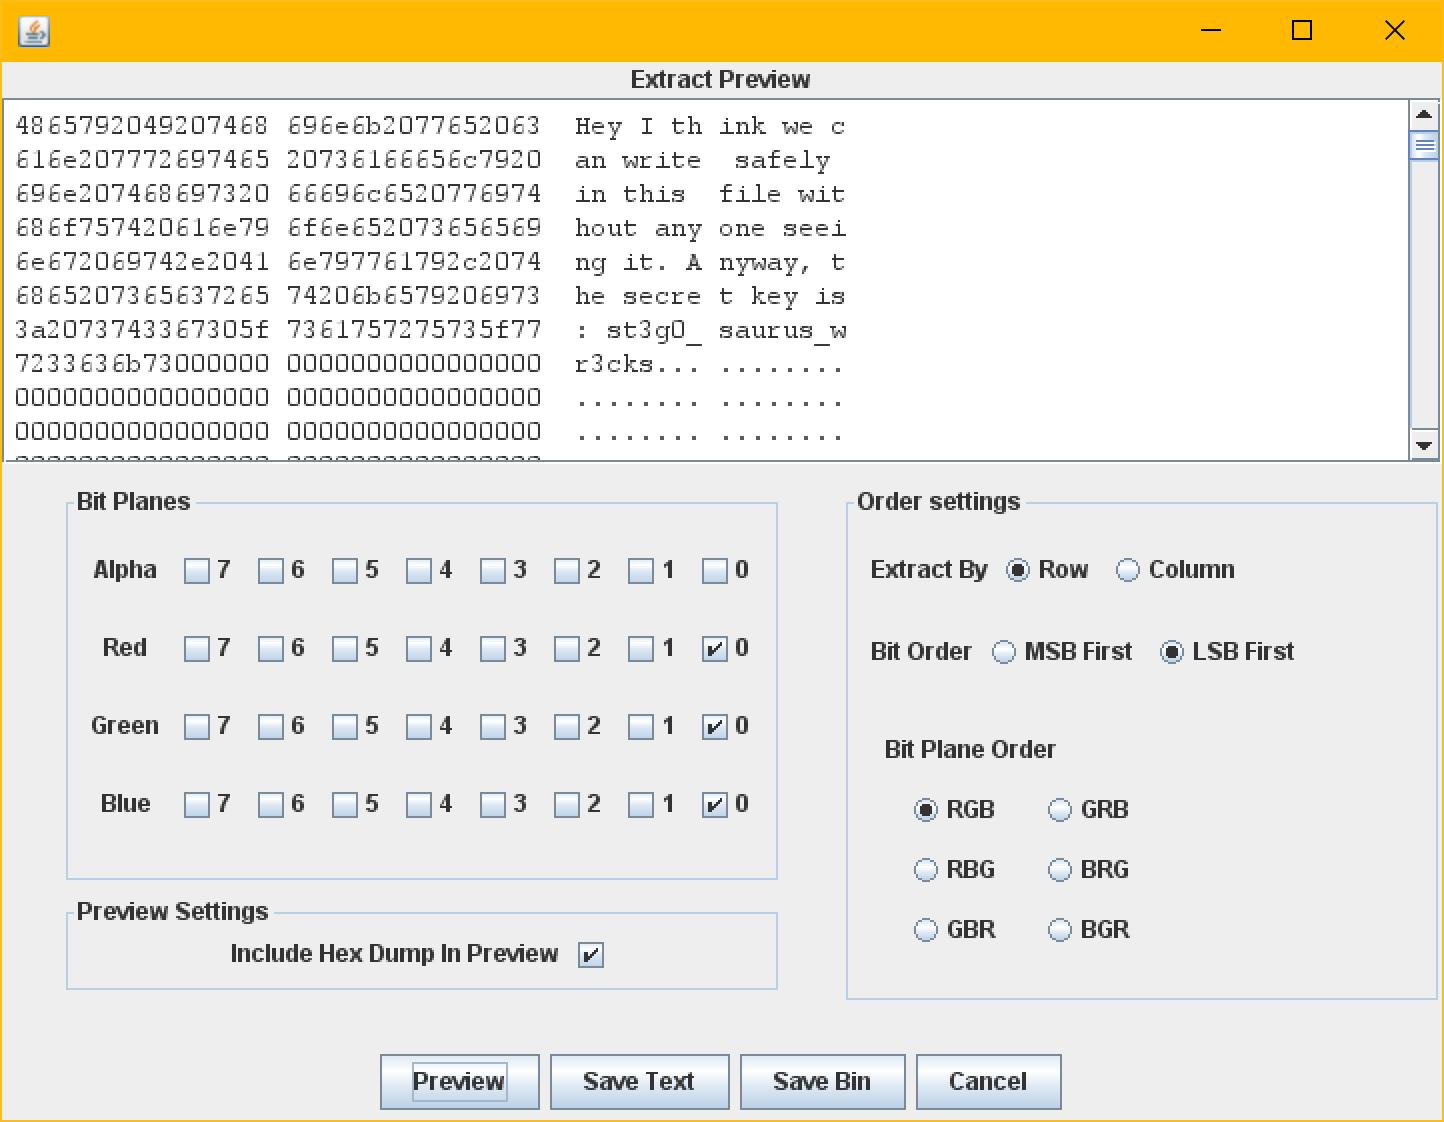 Extract Preview
4865792049207468 696e6b2077652063 Hey I th ink we c
616e207772697465 20736166656c7920 an write  safely
696e207468697320 66696c6520776974 in this  file wit
686f757420616e79 6f6e652073656569 hout any one seei
6e672069742e2041 6e797761792c2074 ng it. A nyway, t
6865207365637265 74206b6579206973 he secre t key is
3a2073743367305f 7361757275735f77 : st3g0_ saurus_w
7233636b73000000 0000000000000000 r3cks... ........
0000000000000000 0000000000000000 ........ ........
0000000000000000 0000000000000000 ........ ........
Bit Planes
Alpha 7 6 5 4 3 2 1 0
Red 7 6 5 4 3 2 1 0
Green 7 6 5 4 3 2 1 0
Blue 7 6 5 4 3 2 1 0
Preview Settings
Include Hex Dump In Preview
Order settings
Extract By Row Column
Bit Order MSB First LSB First
Bit Plane Order
RGB GRB
RBG BRG
GBR BGR
Preview Save Text Save Bin Cancel